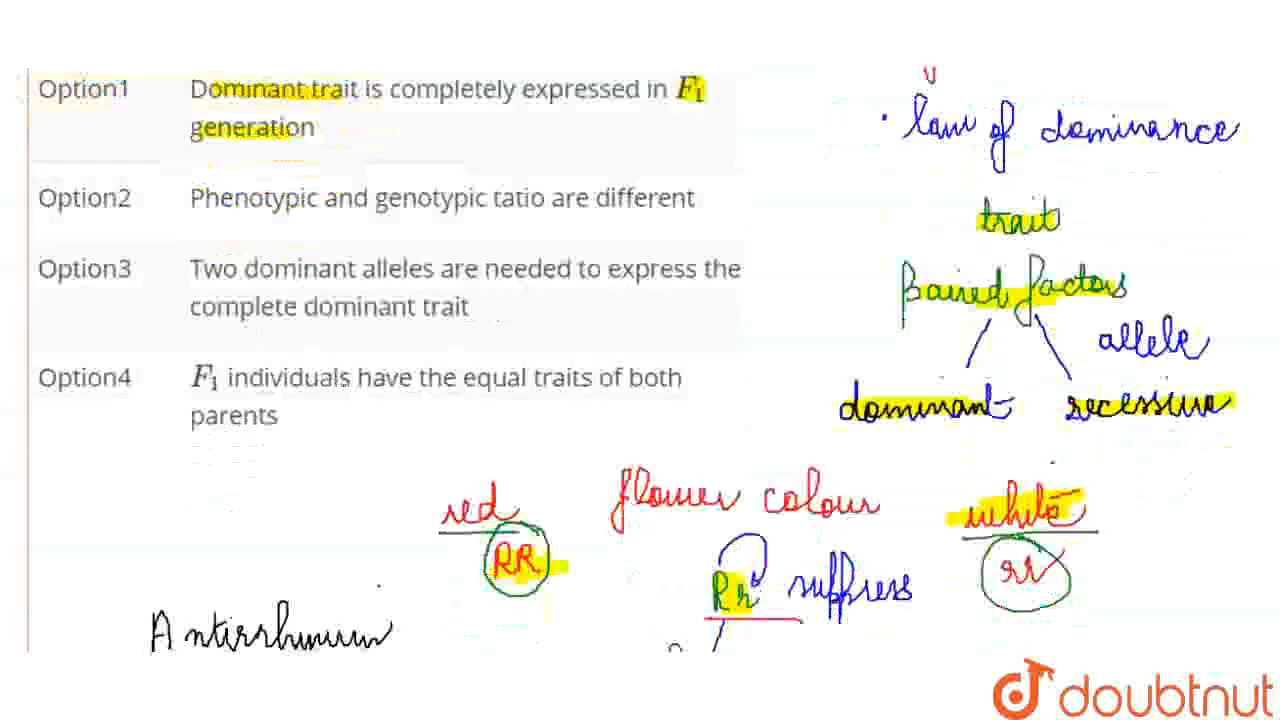 Option1 Dominant trait is completely expressed in F₁
generation
Option2 Phenotypic and genotypic tatio are different
Option3 Two dominant alleles are needed to express the
complete dominant trait
Option4 F₁ individuals have the equal traits of both
parents
law of dominance
trait
Paired factors
allele
dominant recessive
red flower colour white
RR Rr suppress rr
Antirrhinum
doubtnut